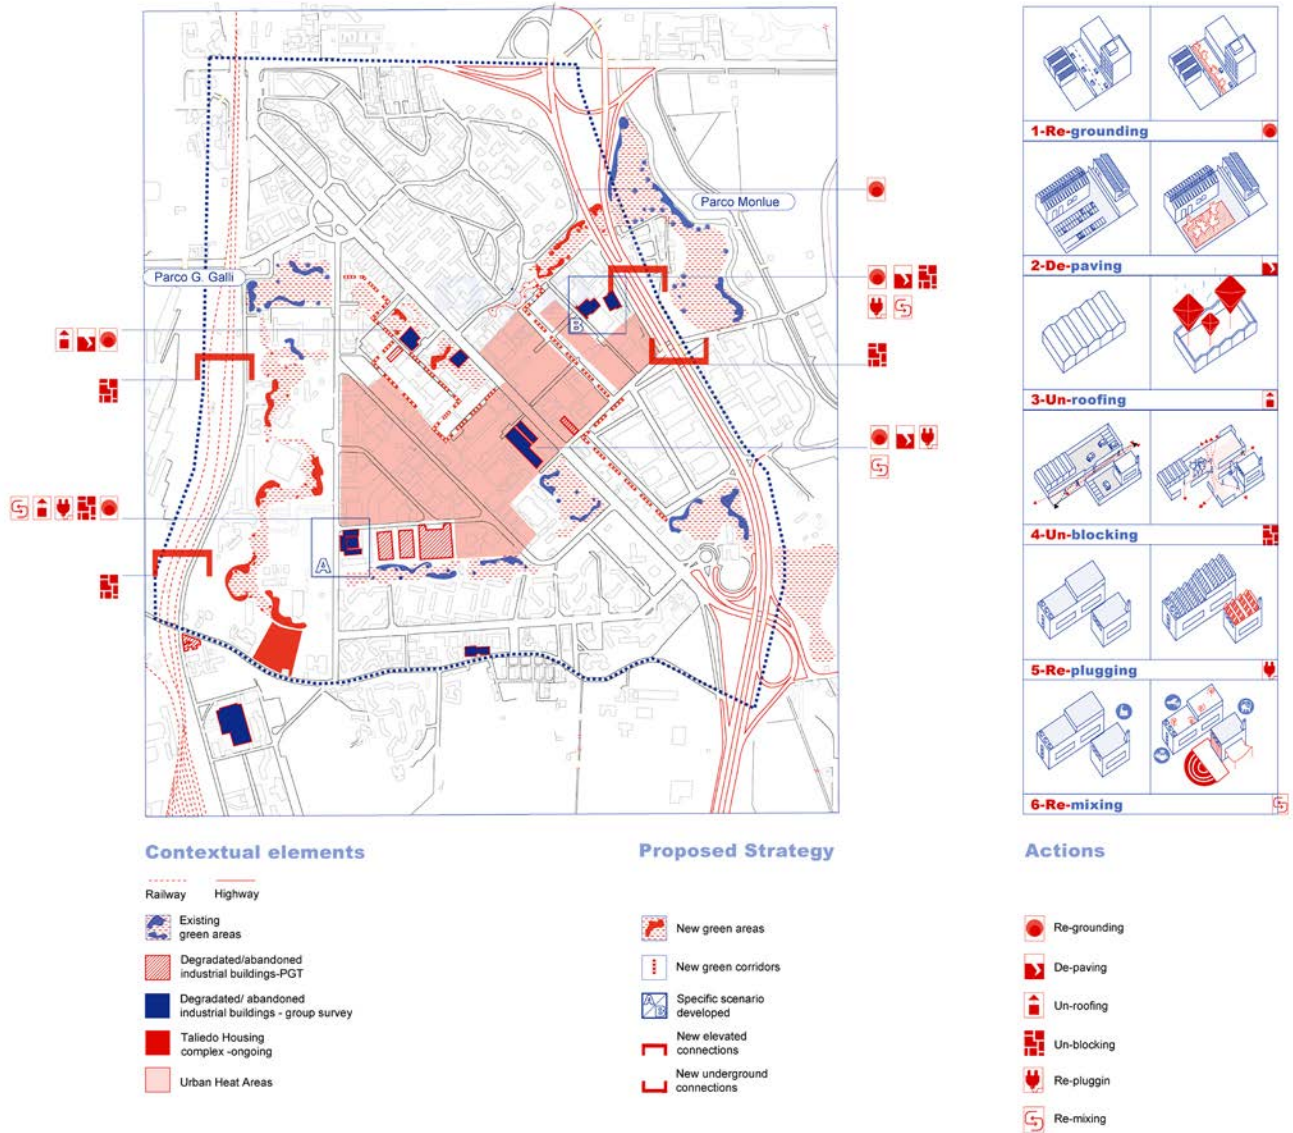 Parco Monlue
Parco G. Galli
B
A
1-Re-grounding
2-De-paving
3-Un-roofing
4-Un-blocking
5-Re-plugging
6-Re-mixing
Contextual elements
Railway
Highway
Existing
green areas
Degradated/abandoned
industrial buildings-PGT
Degradated/ abandoned
industrial buildings - group survey
Taliedo Housing
complex -ongoing
Urban Heat Areas
Proposed Strategy
New green areas
New green corridors
A
B
Specific scenario
developed
New elevated
connections
New underground
connections
Actions
Re-grounding
De-paving
Un-roofing
Un-blocking
Re-pluggin
Re-mixing